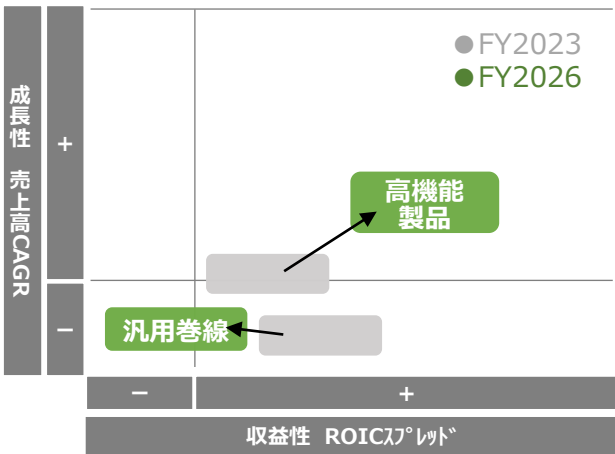 ●FY2023
●FY2026
成長性 売上高CAGR
+
高機能
製品
−
汎用巻線
−
+
収益性 ROICｽﾌﾟﾚｯﾄﾞ